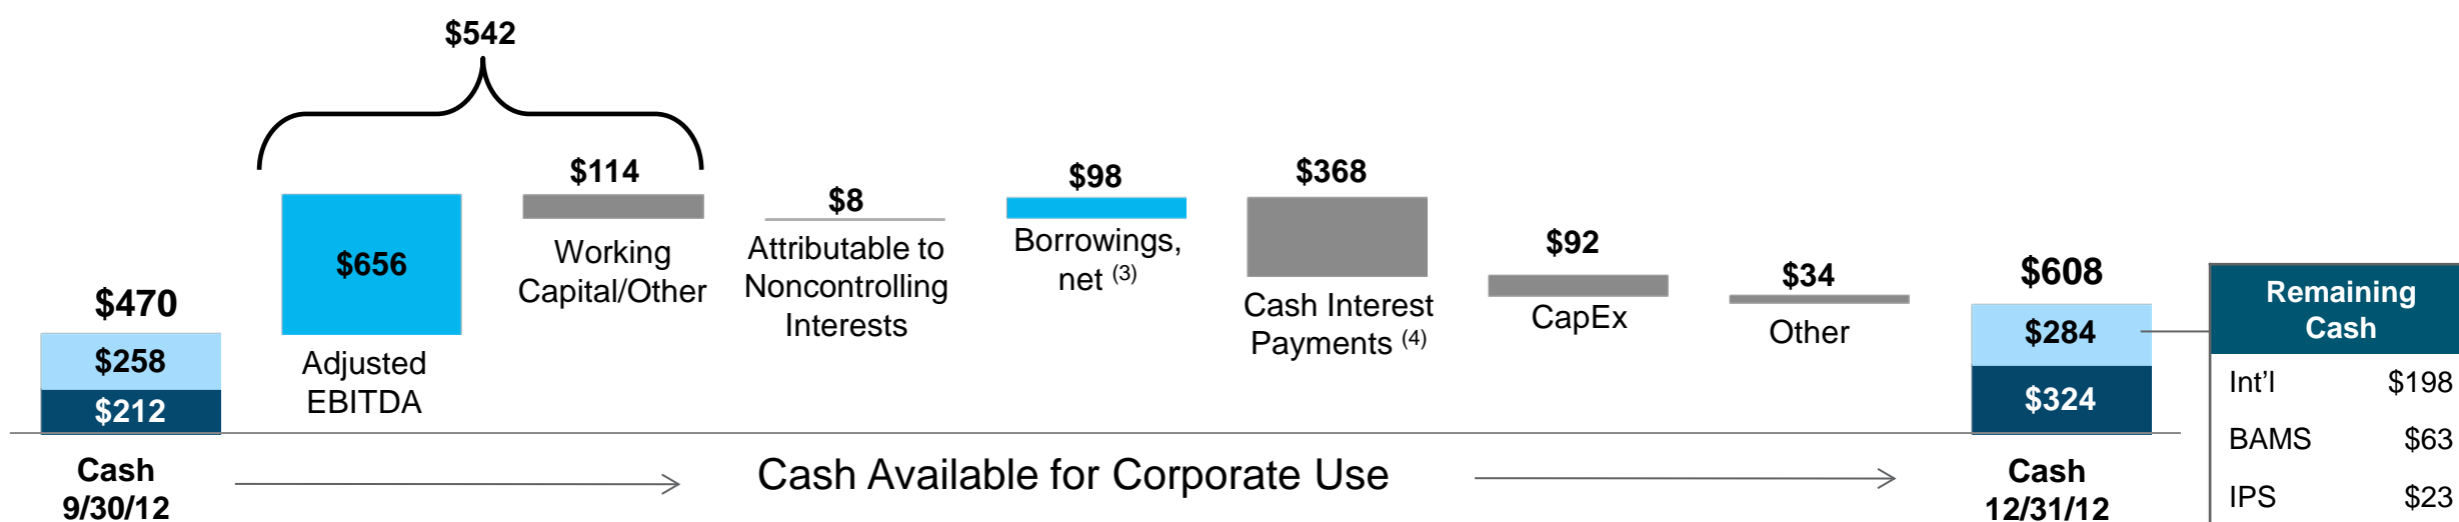 $542
$470
$258
$212
Cash
9/30/12
$656
Adjusted
EBITDA
$114
Working
Capital/Other
$8
Attributable to
Noncontrolling
Interests
$98
Borrowings,
net (3)
$368
Cash Interest
Payments (4)
$92
CapEx
$34
Other
$608
$284
$324
Cash
12/31/12
Cash Available for Corporate Use
Remaining
Cash
Int'l $198
BAMS $63
IPS $23